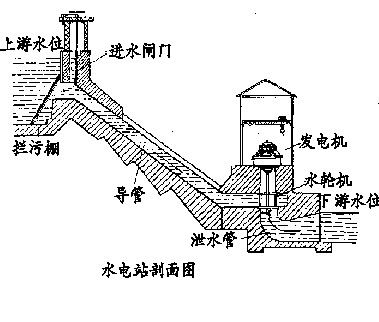 上游水位
进水闸门
拦污栅
发电机
导管
水轮机
下游水位
泄水管
水电站剖面图